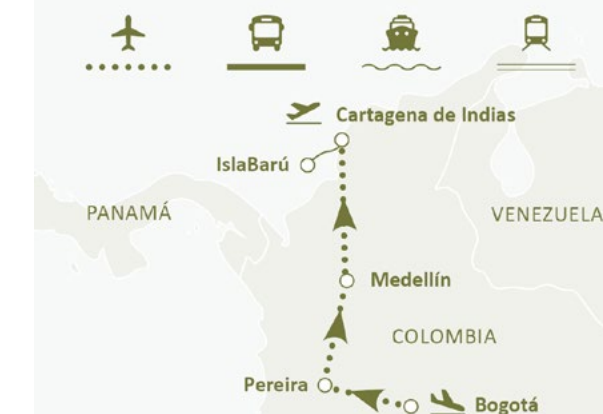 Cartagena de Indias
IslaBarú
PANAMÁ
VENEZUELA
Medellín
COLOMBIA
Pereira
Bogotá